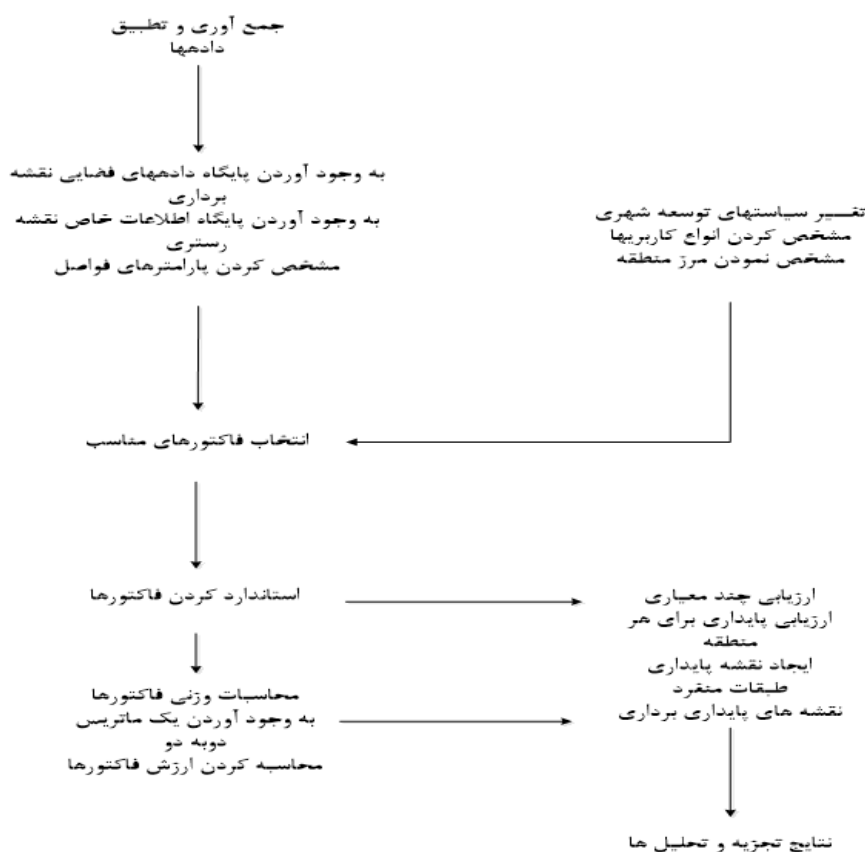 جمع آوری و تطبیق
دادهها
به وجود آوردن پایگاه دادههای فضایی نقشه
برداری
به وجود آوردن پایگاه اطلاعات خاص نقشه
رستری
مشخص کردن پارامترهای فواصل
تفسیر سیاستهای توسعه شهری
مشخص کردن انواع کاربریها
مشخص نمودن مرز منطقه
انتخاب فاکتورهای مناسب
استاندارد کردن فاکتورها
محاسبات وزنی فاکتورها
به وجود آوردن یک ماتریس
دوبه دو
محاسبه کردن ارزش فاکتورها
ارزیابی چند معیاری
ارزیابی پایداری برای هر
منطقه
ایجاد نقشه پایداری
طبقات منفرد
نقشه های پایداری برداری
نتایج تجزیه و تحلیل ها